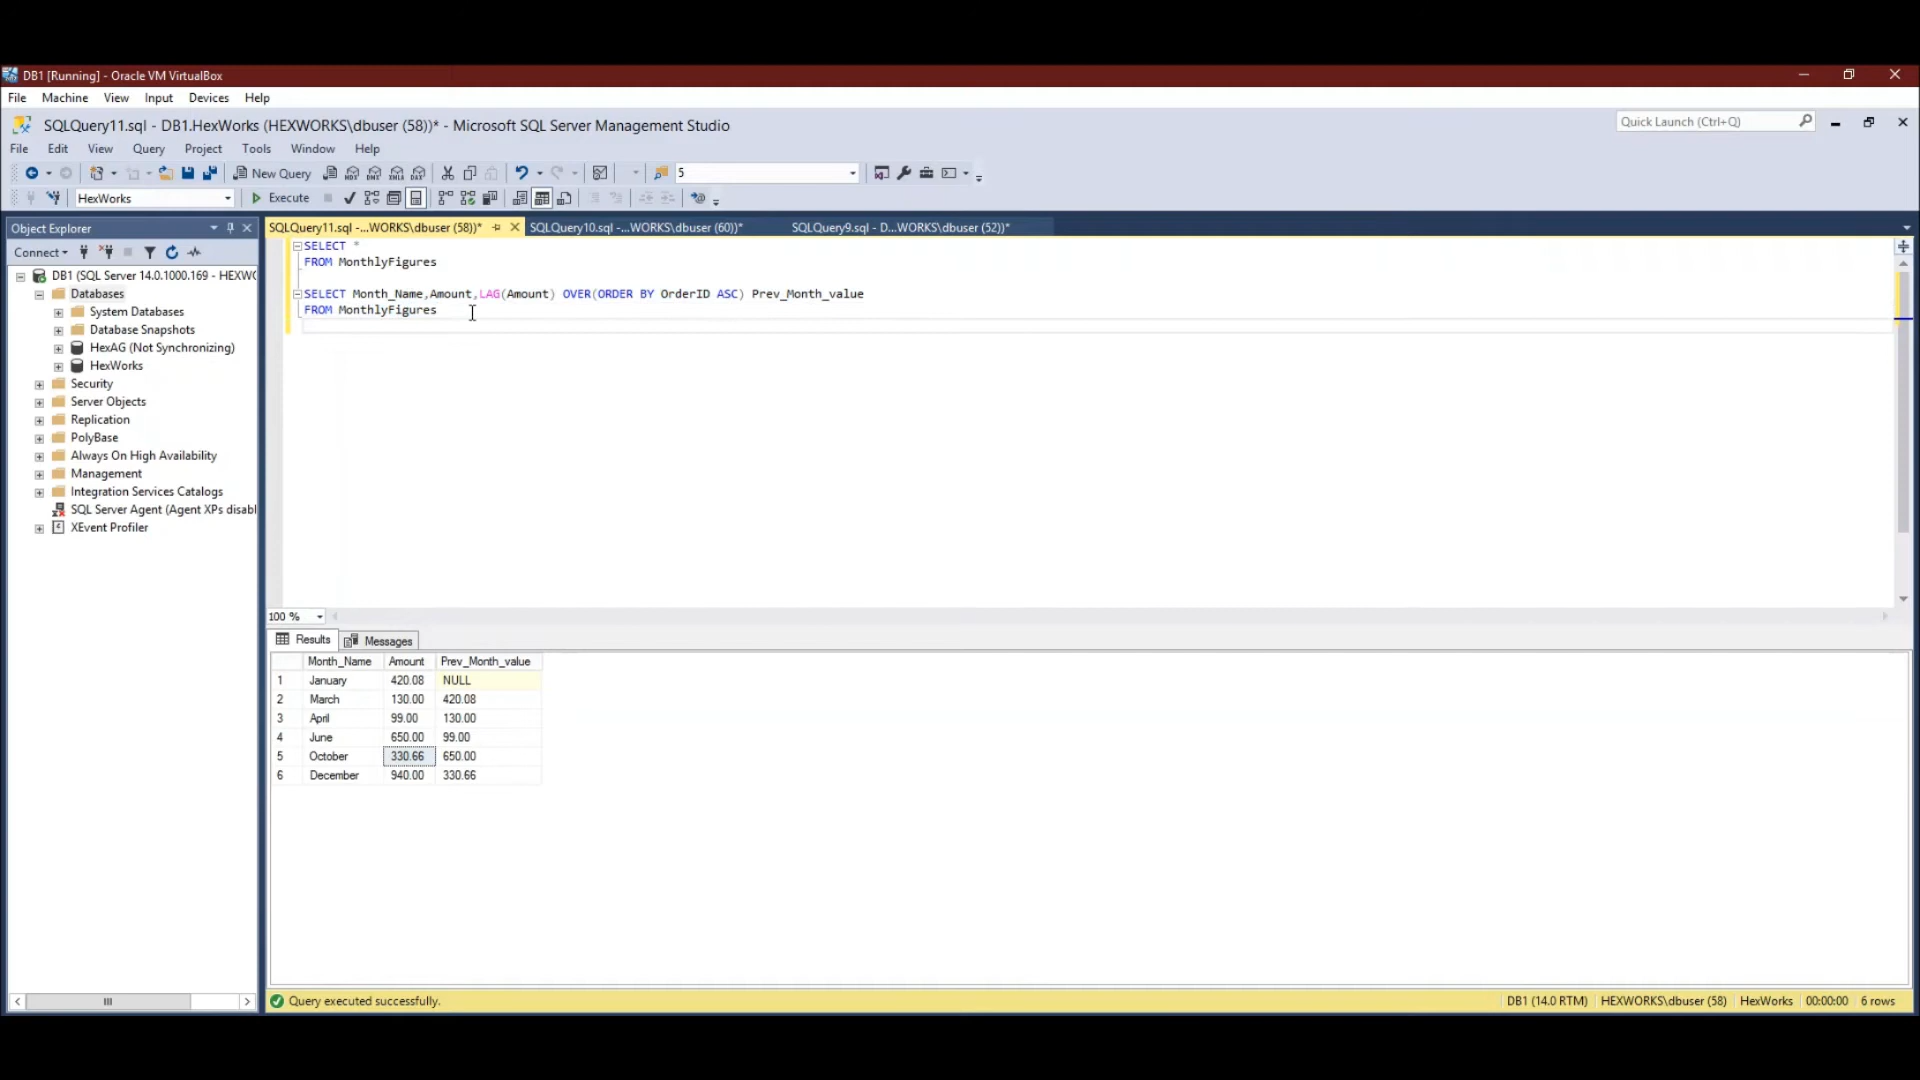 DB1 [Running] - Oracle VM VirtualBox
File Machine View Input Devices Help
SQLQuery11.sql - DB1.HexWorks (HEXWORKS\dbuser (58))* - Microsoft SQL Server Management Studio
Quick Launch (Ctrl+Q)
File Edit View Query Project Tools Window Help
New Query
5
HexWorks
Execute
Object Explorer
Connect
DB1 (SQL Server 14.0.1000.169 - HEXWO
Databases
System Databases
Database Snapshots
HexAG (Not Synchronizing)
HexWorks
Security
Server Objects
Replication
PolyBase
Always On High Availability
Management
Integration Services Catalogs
SQL Server Agent (Agent XPs disabl
XEvent Profiler
SQLQuery11.sql -...WORKS\dbuser (58))* SQLQuery10.sql -...WORKS\dbuser (60))* SQLQuery9.sql - D...WORKS\dbuser (52))*
SELECT *
FROM MonthlyFigures
SELECT Month_Name,Amount,LAG(Amount) OVER(ORDER BY OrderID ASC) Prev_Month_value
FROM MonthlyFigures
100 %
Results Messages
Month_Name Amount Prev_Month_value
1 January 420.08 NULL
2 March 130.00 420.08
3 April 99.00 130.00
4 June 650.00 99.00
5 October 330.66 650.00
6 December 940.00 330.66
Query executed successfully. DB1 (14.0 RTM) HEXWORKS\dbuser (58) HexWorks 00:00:00 6 rows